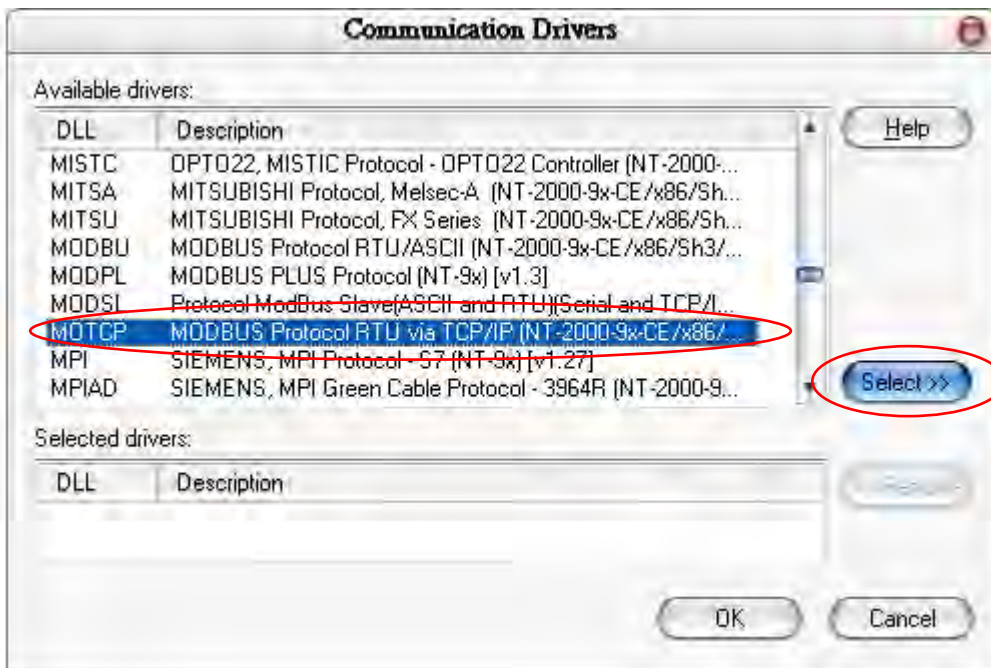 Communication Drivers
Available drivers:
Help
DLL Description
MISTC OPTO22, MISTIC Protocol - OPTO22 Controller (NT-2000-...
MITSA MITSUBISHI Protocol, Melsec-A (NT-2000-9x-CE/x86/Sh...
MITSU MITSUBISHI Protocol, FX Series (NT-2000-9x-CE/x86/Sh...
MODBU MODBUS Protocol RTU/ASCII (NT-2000-9x-CE/x86/Sh3/...
MODPL MODBUS PLUS Protocol (NT-9x) [v1.3]
MODSL Protocol ModBus Slave(ASCII and RTU)(Serial and TCP/I...
MOTCP MODBUS Protocol RTU via TCP/IP (NT-2000-9x-CE/x86/...
MPI SIEMENS, MPI Protocol - S7 (NT-9x) [v1.27]
MPIAD SIEMENS, MPI Green Cable Protocol - 3964R (NT-2000-9...
Select >>
Selected drivers:
DLL Description
OK
Cancel